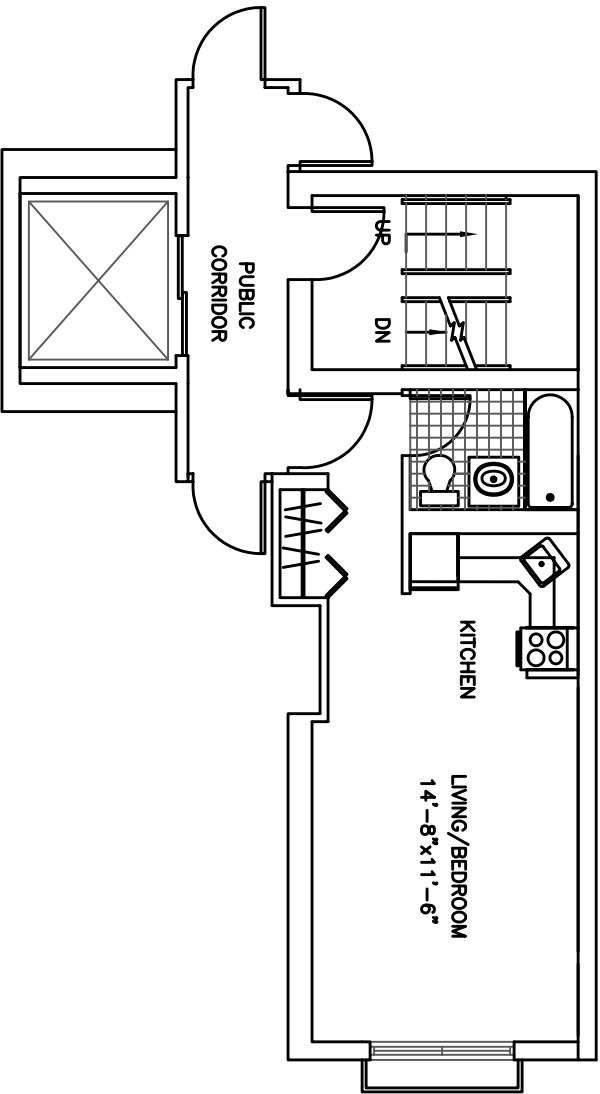 PUBLIC
CORRIDOR
UP
DN
KITCHEN
LIVING/BEDROOM
14'-8"x11'-6"